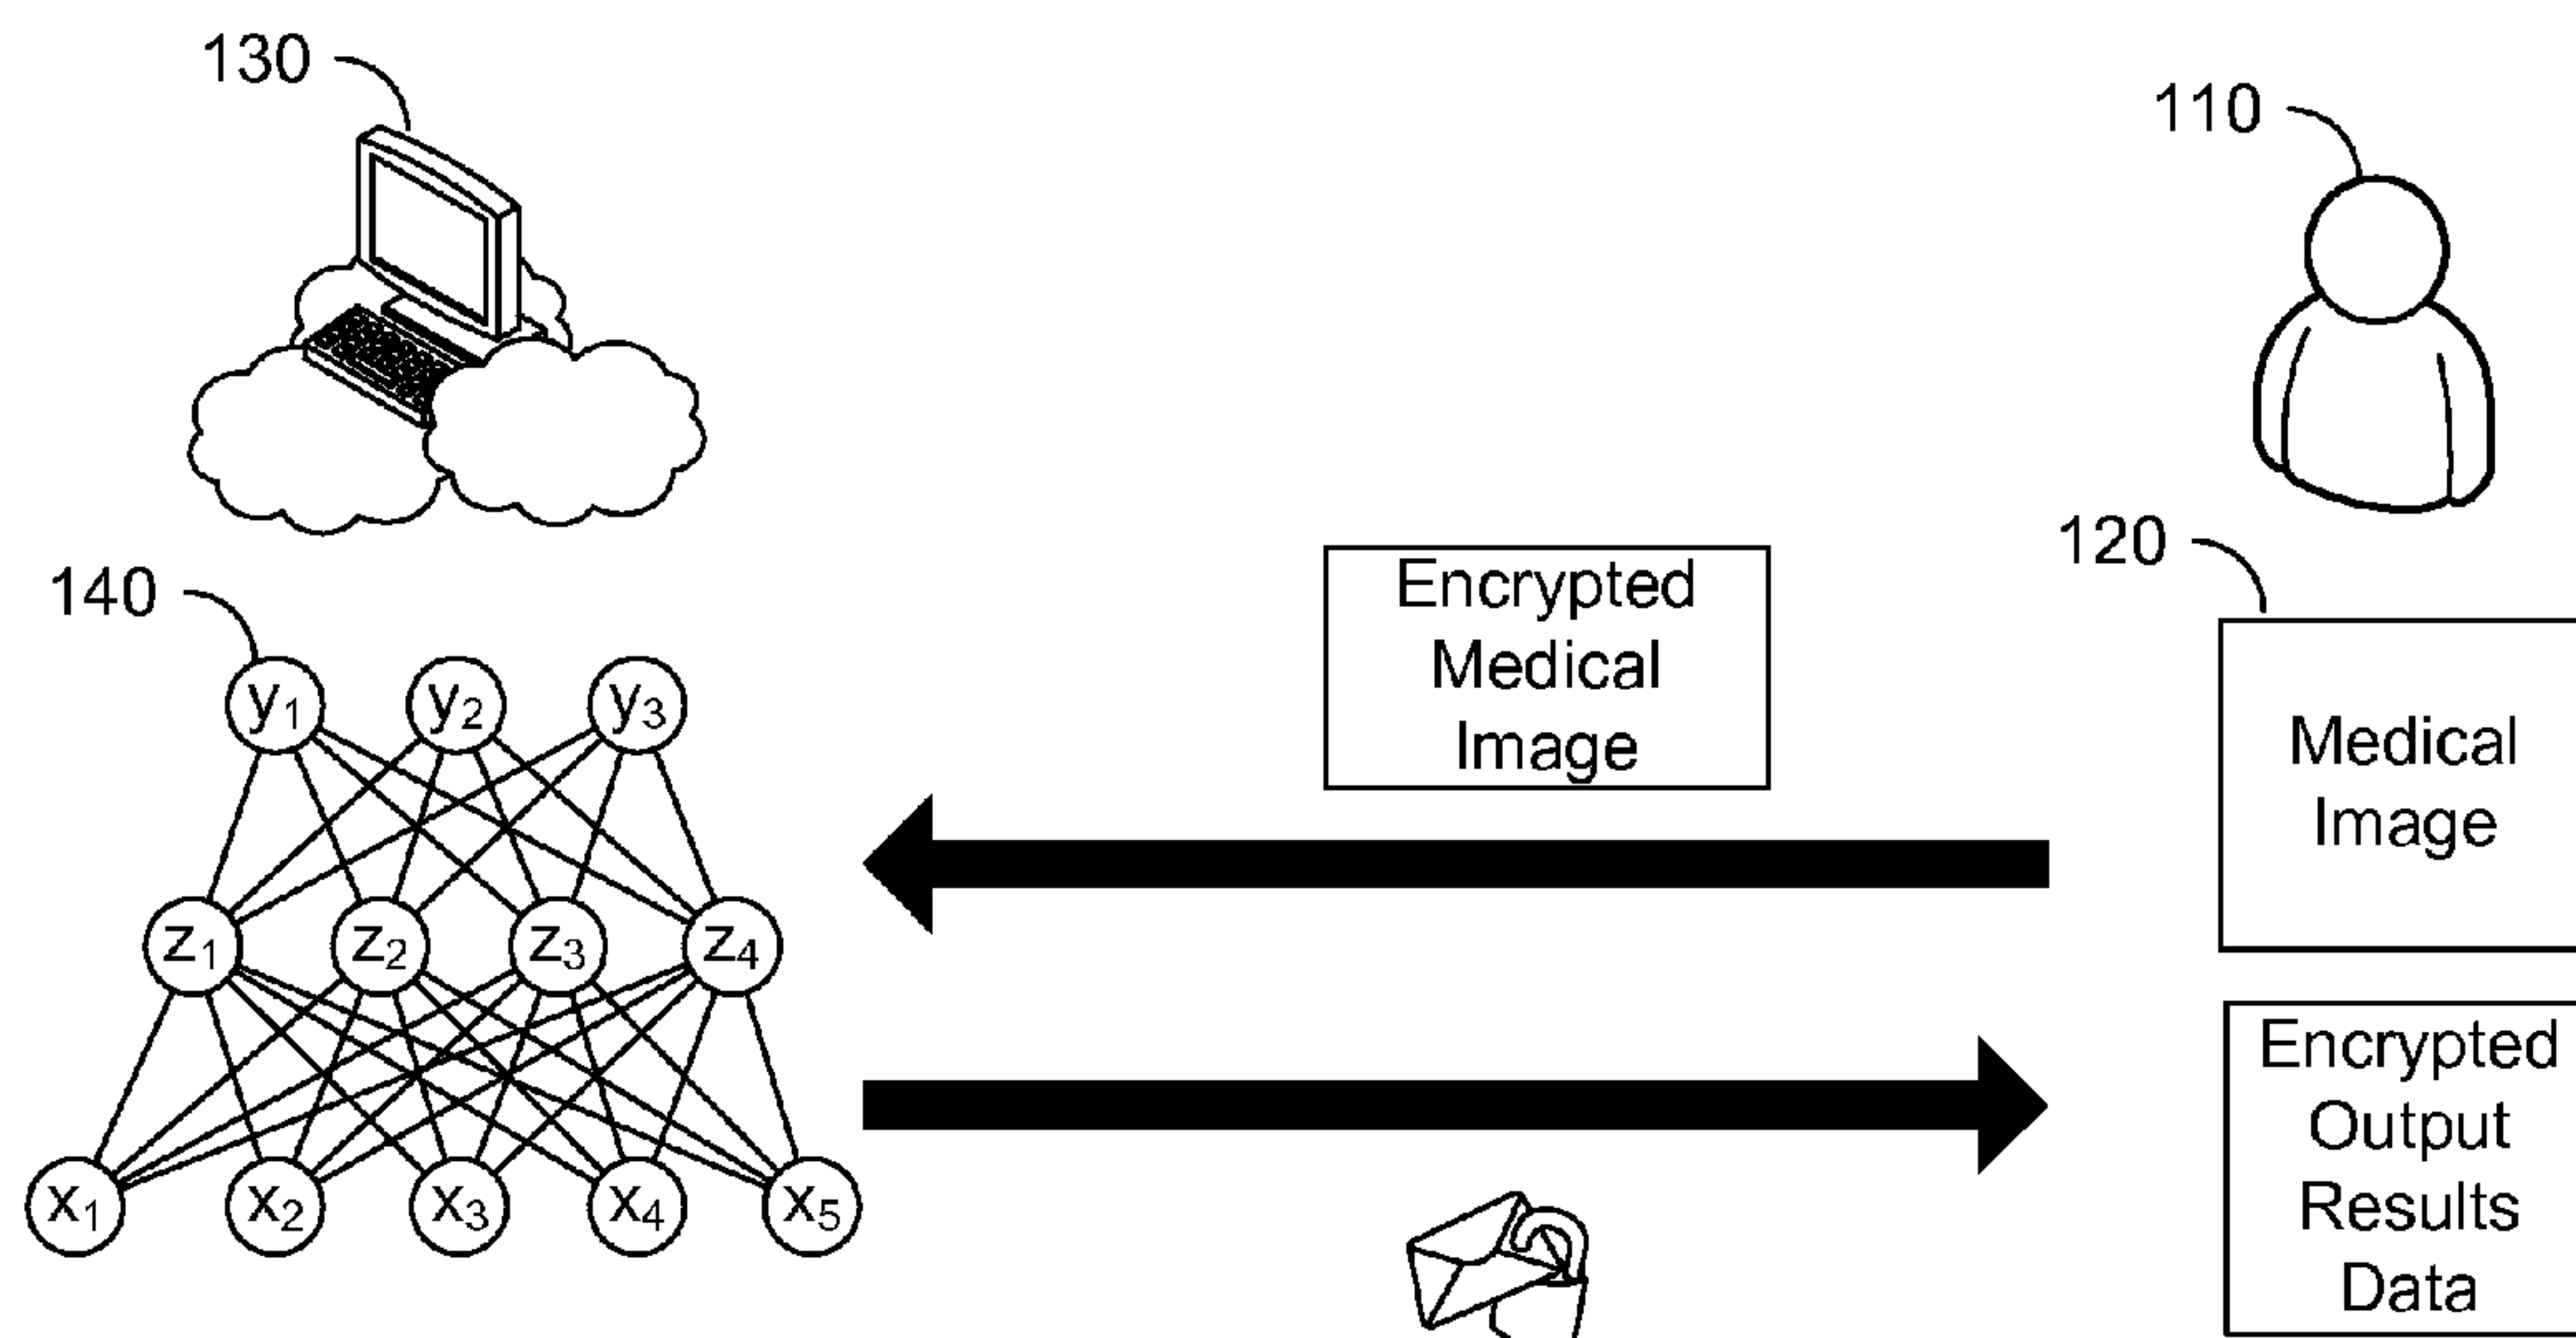 130
110
120
140
Encrypted
Medical
Image
Medical
Image
y1 y2 y3
z1 z2 z3 z4
x1 x2 x3 x4 x5
Encrypted
Output
Results
Data